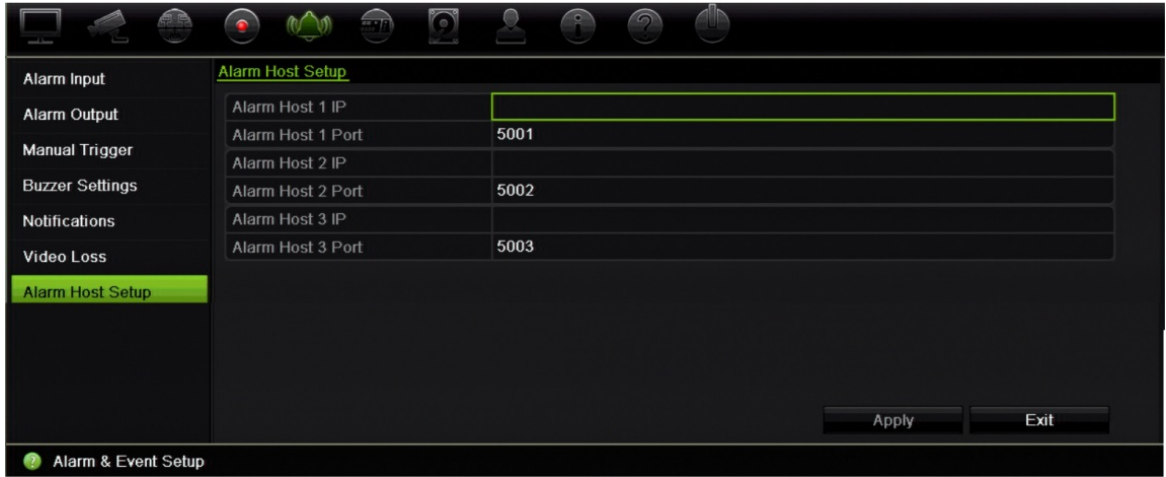 Alarm Input
Alarm Output
Manual Trigger
Buzzer Settings
Notifications
Video Loss
Alarm Host Setup
Alarm Host Setup
Alarm Host 1 IP
Alarm Host 1 Port 5001
Alarm Host 2 IP
Alarm Host 2 Port 5002
Alarm Host 3 IP
Alarm Host 3 Port 5003
Apply Exit
Alarm & Event Setup